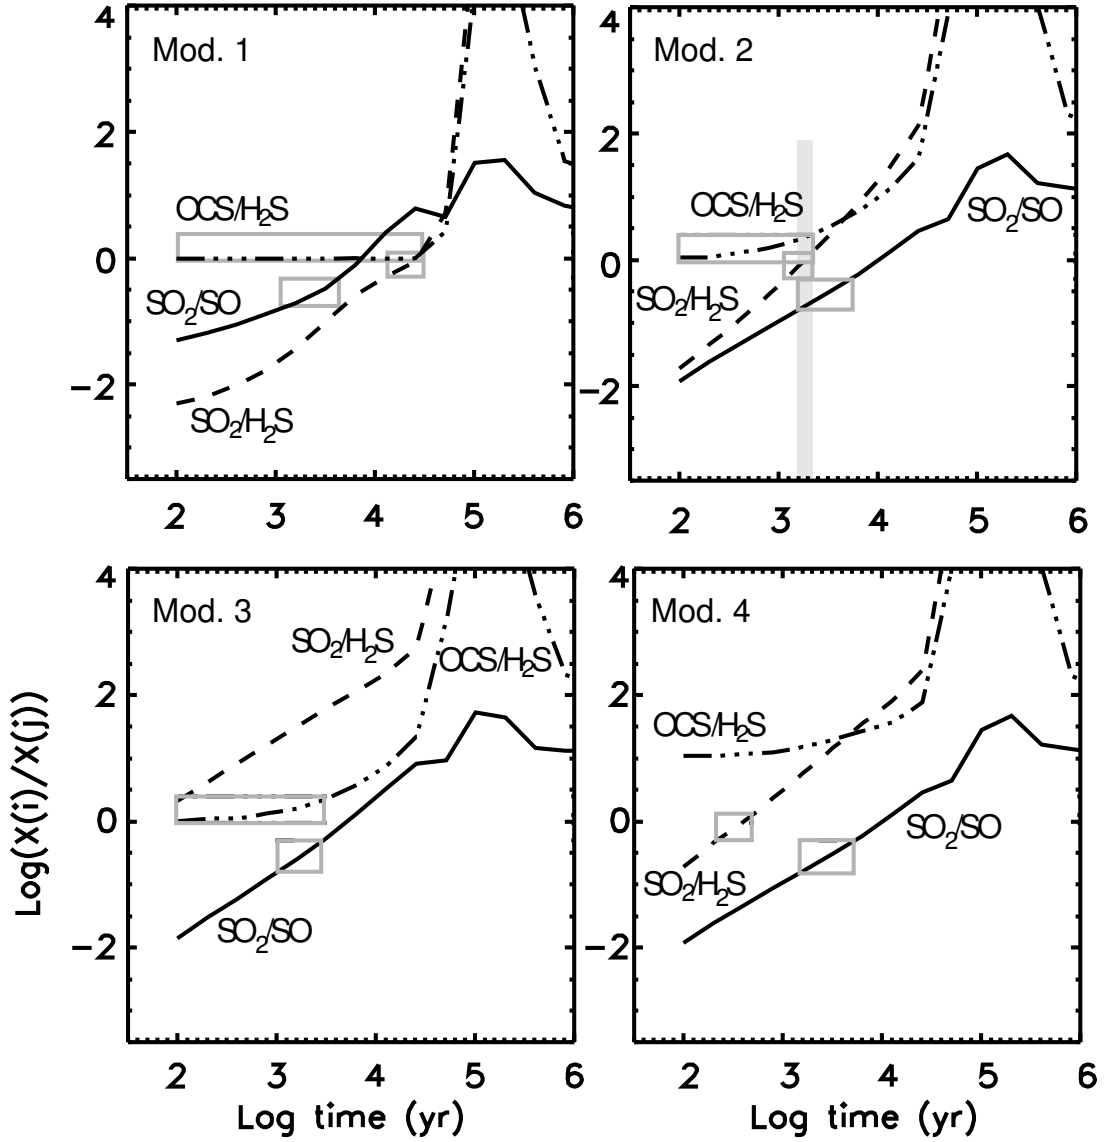 Mod. 1
4
2
0
−2
OCS/H2S
SO2/SO
SO2/H2S
2 3 4 5 6
Mod. 2
4
2
0
−2
OCS/H2S
SO2/SO
SO2/H2S
2 3 4 5 6
Mod. 3
4
2
0
−2
SO2/H2S
OCS/H2S
SO2/SO
2 3 4 5 6
Log time (yr)
Log(X(i)/X(j))
Mod. 4
4
2
0
−2
OCS/H2S
SO2/SO
SO2/H2S
2 3 4 5 6
Log time (yr)